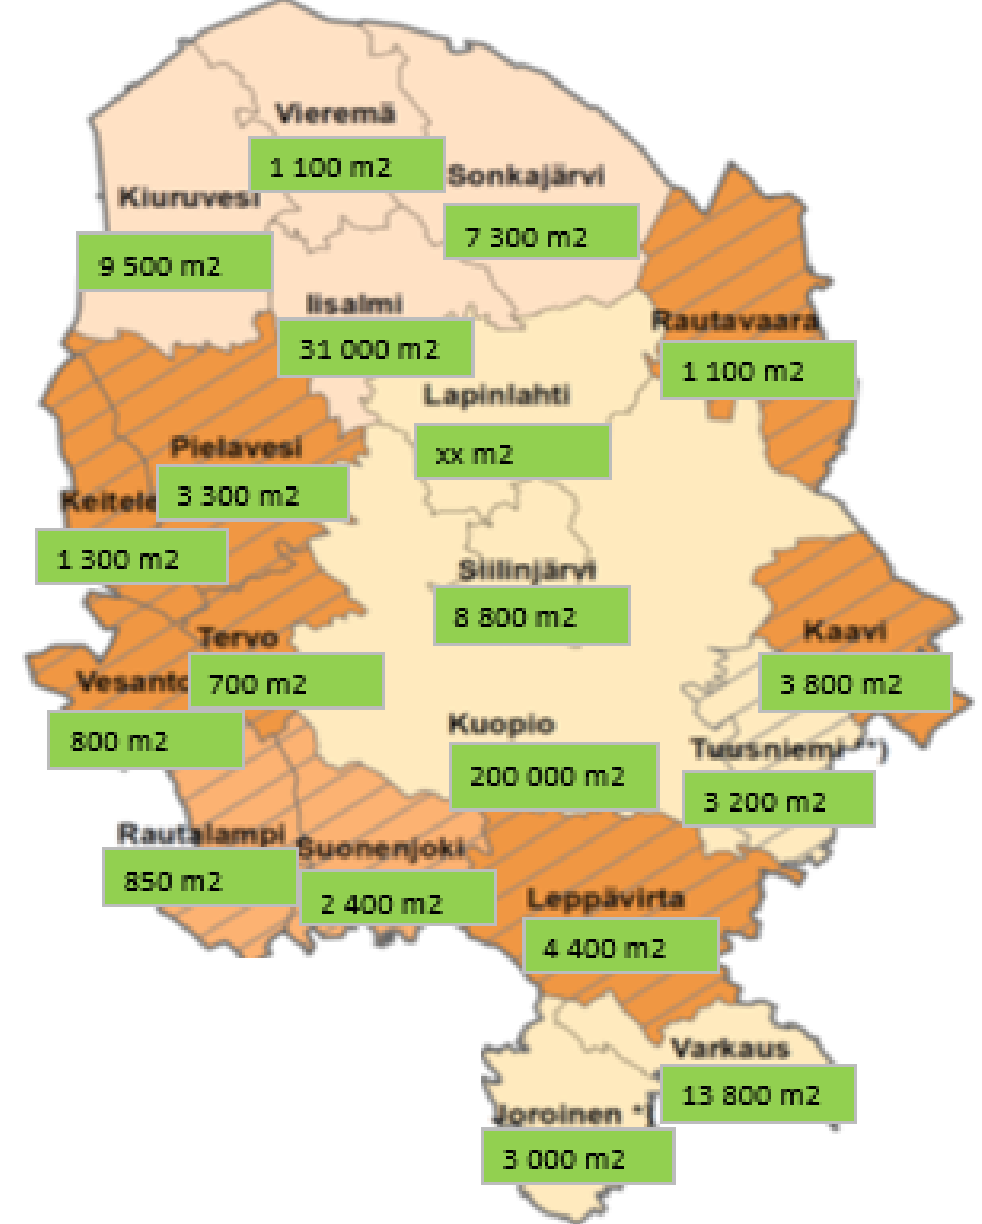 Vieremä
1 100 m2
Sonkajärvi
7 300 m2
Kiuruvesi
9 500 m2
Iisalmi
31 000 m2
Rautavaara
1 100 m2
Lapinlahti
xx m2
Pielavesi
3 300 m2
Keitele
1 300 m2
Siilinjärvi
8 800 m2
Tervo
700 m2
Vesanto
800 m2
Kaavi
3 800 m2
Kuopio
200 000 m2
Tuusniemi **)
3 200 m2
Rautalampi
850 m2
Suonenjoki
2 400 m2
Leppävirta
4 400 m2
Varkaus
13 800 m2
Joroinen *(
3 000 m2